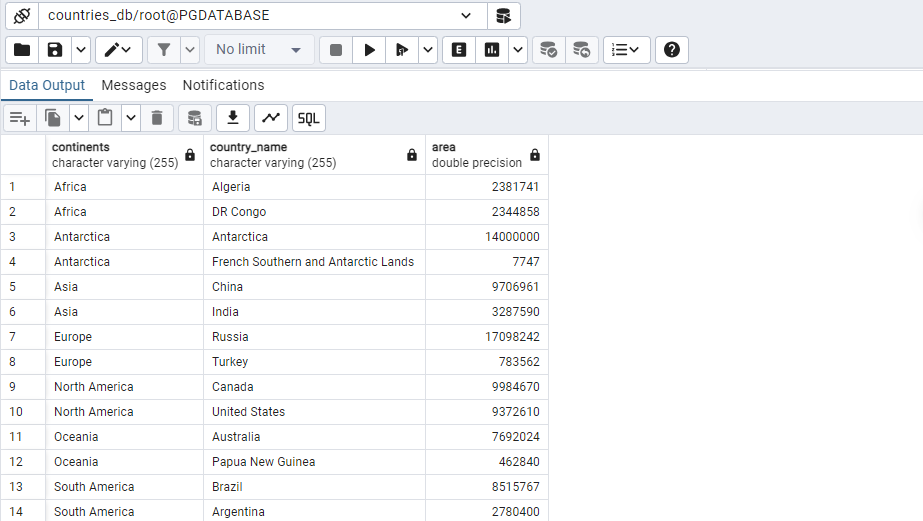 countries_db/root@PGDATABASE
No limit
E
Data Output Messages Notifications
SQL
continents country_name area
character varying (255) character varying (255) double precision
1 Africa Algeria 2381741
2 Africa DR Congo 2344858
3 Antarctica Antarctica 14000000
4 Antarctica French Southern and Antarctic Lands 7747
5 Asia China 9706961
6 Asia India 3287590
7 Europe Russia 17098242
8 Europe Turkey 783562
9 North America Canada 9984670
10 North America United States 9372610
11 Oceania Australia 7692024
12 Oceania Papua New Guinea 462840
13 South America Brazil 8515767
14 South America Argentina 2780400